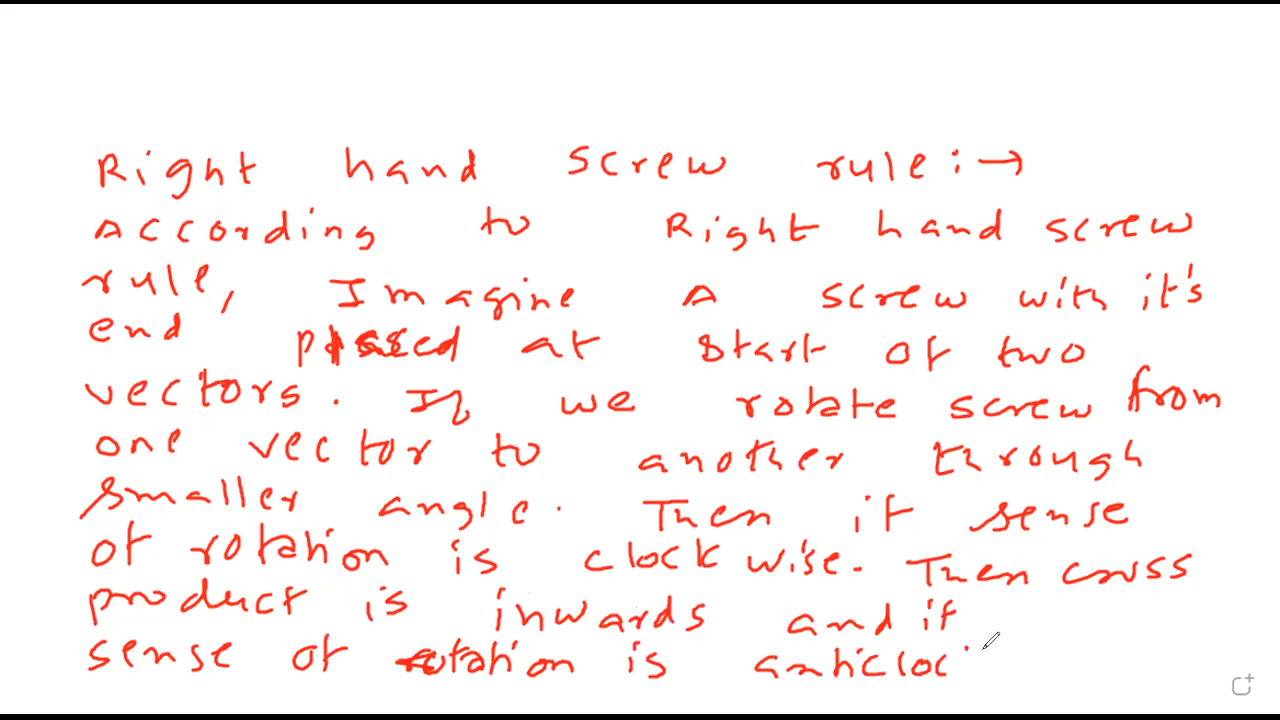 Right hand screw rule:→
According to Right hand screw
rule, Imagine A screw with it's
end at start of two
vectors. If we rotate screw from
one vector to another through
smaller angle. Then if sense
of rotation is clockwise. Then cross
product is inwards and if
sense of rotation is anticloc